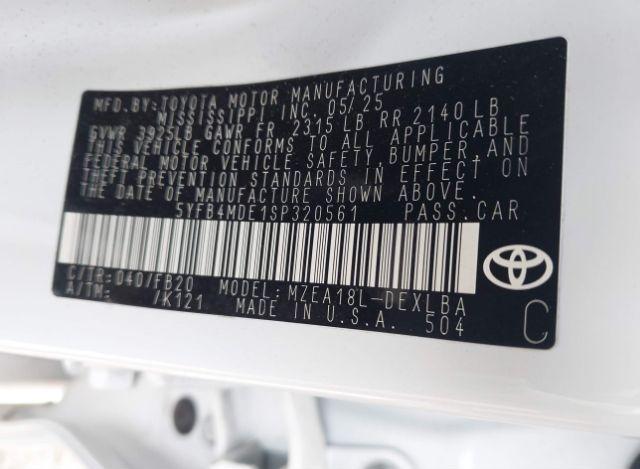 MFD.BY:TOYOTA MOTOR MANUFACTURING
MISSISSIPPI INC. 05/25
GVWR 3925LB GAWR FR 2315 LB RR 2140 LB
THIS VEHICLE CONFORMS TO ALL APPLICABLE
FEDERAL MOTOR VEHICLE SAFETY, BUMPER, AND
THEFT PREVENTION STANDARDS IN EFFECT ON
THE DATE OF MANUFACTURE SHOWN ABOVE.
5YFB4MDE1SP320561 PASS.CAR
C/TR: 040/FB20 MODEL: MZEA18L-DEXLBA
A/TM: /K121 MADE IN U.S.A. 504
C